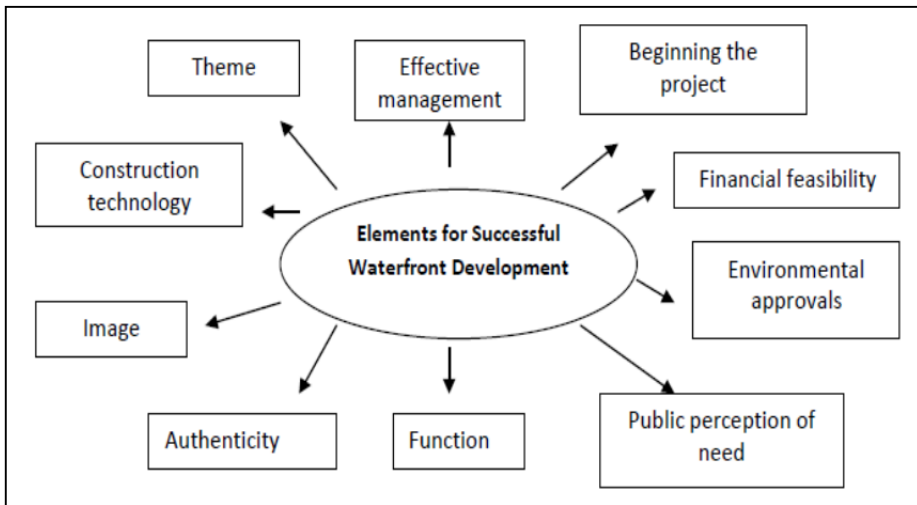 Theme
Effective
management
Beginning the
project
Construction
technology
Financial feasibility
Elements for Successful
Waterfront Development
Environmental
approvals
Image
Authenticity
Function
Public perception of
need